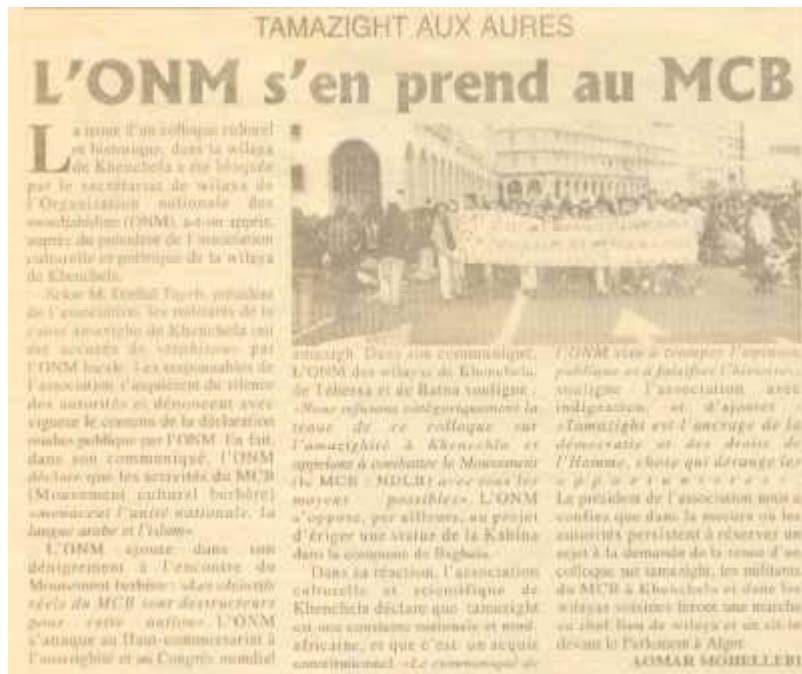 TAMAZIGHT AUX AURES
L'ONM s'en prend au MCB
La tenue d'un colloque culturel
et historique, dans la wilaya
de Khenchela a été bloquée
par le secrétariat de wilaya de
l'Organisation nationale des
moudjahidine (ONM), a-t-on appris,
auprès du président de l'association
culturelle et politique de la wilaya
de Khenchela.
Selon M. Djellal Tayeb, président
de l'association, les militants de la
cause amazighe de Khenchela ont
été accusés de par
l'ONM locale. Les responsables de
l'association s'inquiètent du silence
des autorités et dénoncent avec
vigueur le contenu de la déclaration
rendue publique par l'ONM. En fait,
dans son communiqué, l'ONM
déclare que les activités du MCB
(Mouvement culturel berbère)
«menacent l'unité nationale, la
langue arabe et l'islam».
L'ONM ajoute dans son
dénigrement à l'encontre du
Mouvement berbère : «Les objectifs
réels du MCB sont destructeurs
pour cette nation». L'ONM
s'attaque au Haut-commissariat à
l'amazighité et au Congrès mondial
amazigh. Dans son communiqué,
L'ONM des wilayas de Khenchela,
de Tébessa et de Batna souligne :
«Nous refusons catégoriquement la
tenue de ce colloque sur
l'amazighité à Khenchela et
appelons à combattre le Mouvement
(le MCB : NDLR) avec tous les
moyens possibles». L'ONM
s'oppose, par ailleurs, au projet
d'ériger une statue de la Kahina
dans la commune de Baghaïa.
Dans sa réaction, l'association
culturelle et scientifique de
Khenchela déclare que tamazight
est une constante nationale et nord-
africaine, et que c'est un acquis
constitutionnel. «Le communiqué de
l'ONM vise à tromper l'opinion
publique et à falsifier l'histoire»,
souligne l'association avec
indignation, et d'ajouter :
«Tamazight est l'ancrage de la
démocratie et des droits de
l'Homme, choix qui dérange les
opportunistes».
Le président de l'association nous a
confiés que dans la mesure où les
autorités persistent à réserver un
rejet à la demande de la tenue d'un
colloque sur tamazight, les militants
du MCB à Khenchela et dans les
wilayas voisines feront une marche
au chef-lieu de wilaya et un sit-in
devant le Parlement à Alger.
AOMAR MOHELLEBI